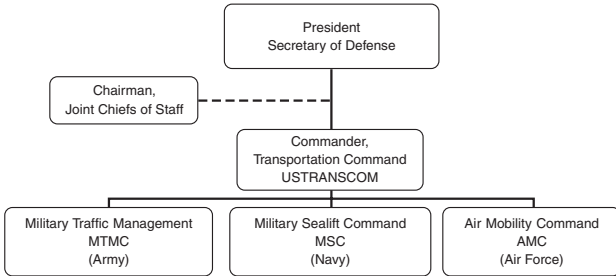 President
Secretary of Defense
Chairman,
Joint Chiefs of Staff
Commander,
Transportation Command
USTRANSCOM
Military Traffic Management
MTMC
(Army)
Military Sealift Command
MSC
(Navy)
Air Mobility Command
AMC
(Air Force)